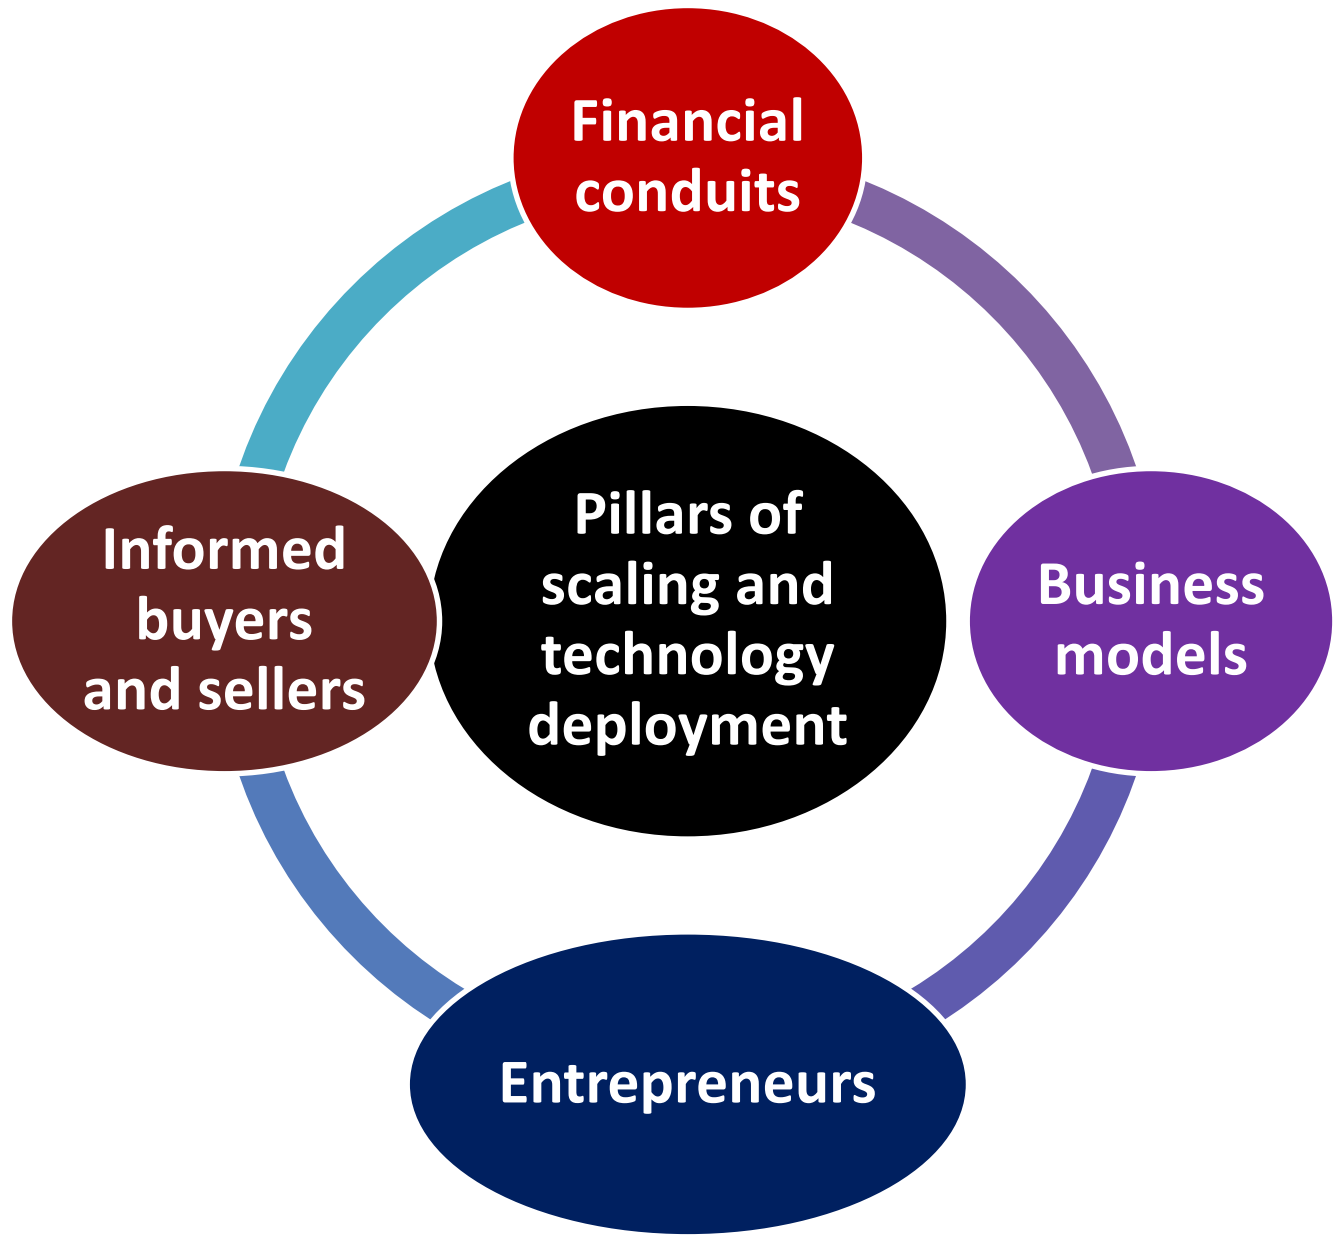 Financial
conduits
Informed
buyers
and sellers
Pillars of
scaling and
technology
deployment
Business
models
Entrepreneurs